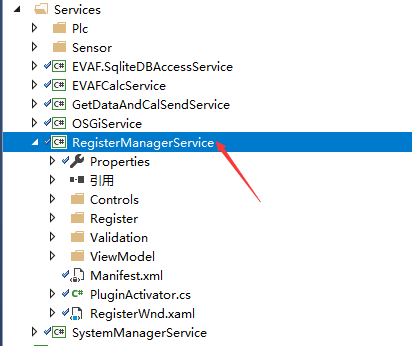 Services
Plc
Sensor
EVAF.SqliteDBAccessService
EVAFCalcService
GetDataAndCalSendService
OSGiService
RegisterManagerService
Properties
引用
Controls
Register
Validation
ViewModel
Manifest.xml
PluginActivator.cs
RegisterWnd.xaml
SystemManagerService